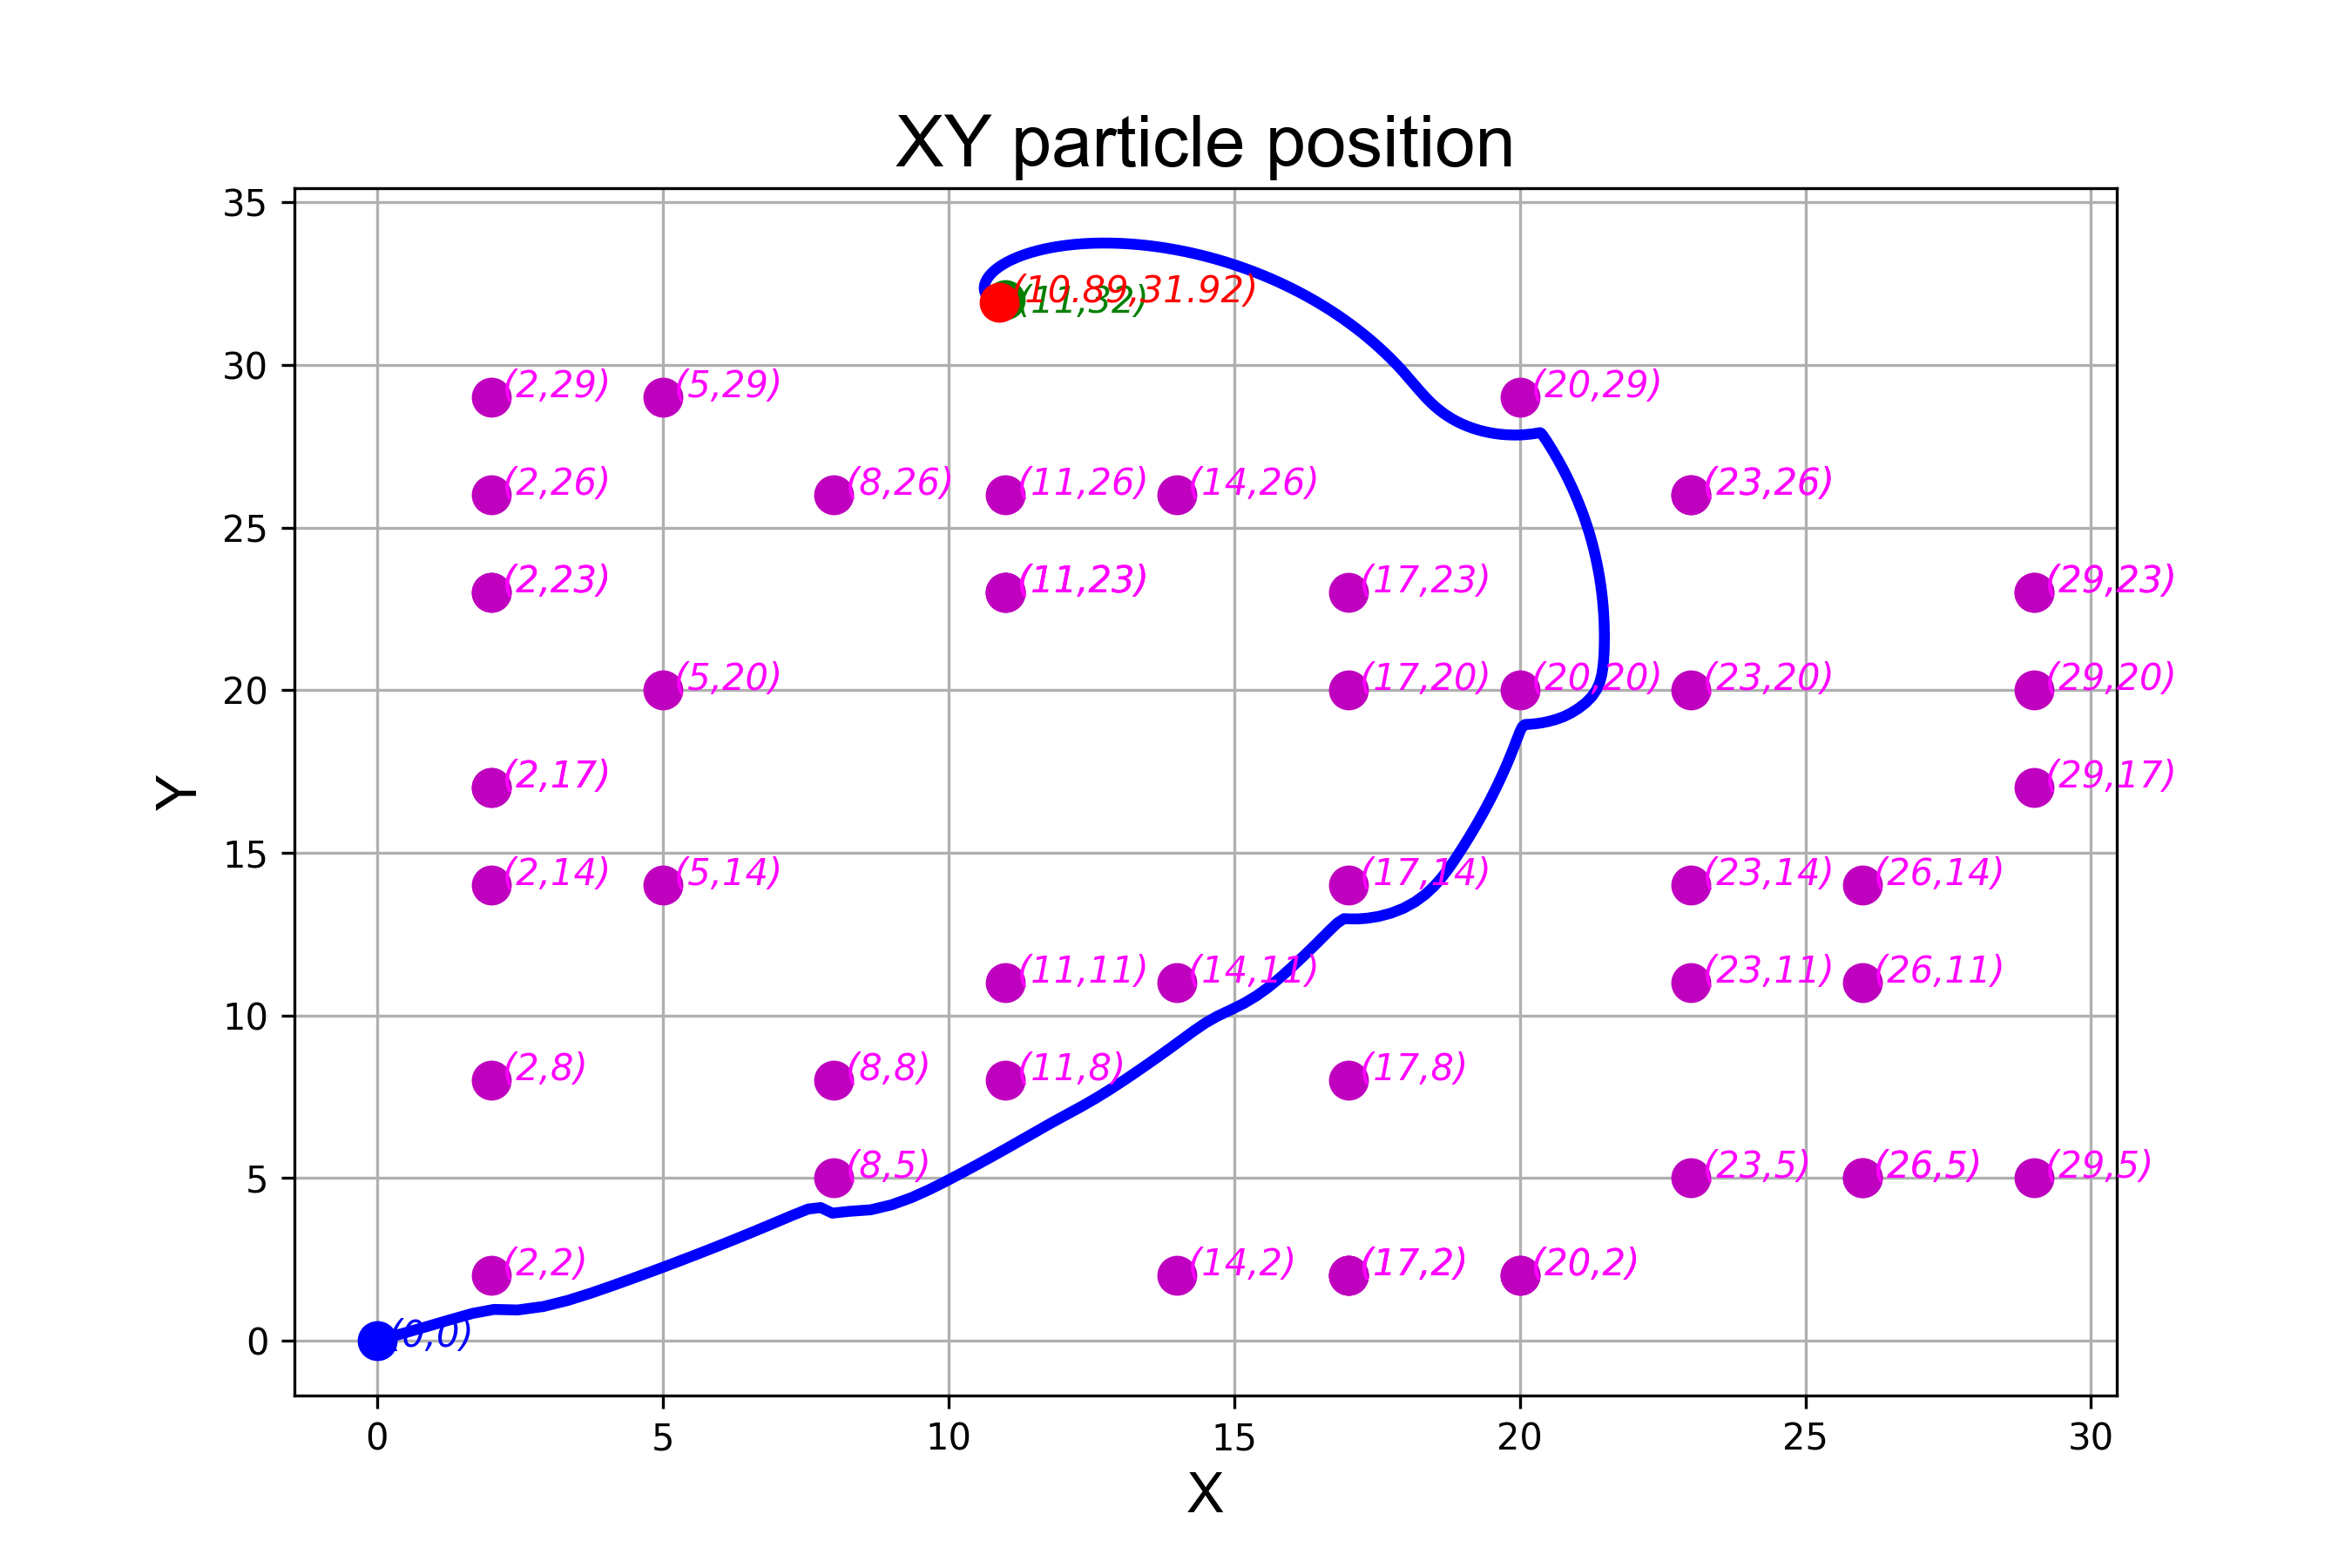 XY particle position
35
(10.89,31.92)
(11,32)
30
(2,29) (5,29) (20,29)
(2,26) (8,26) (11,26) (14,26) (23,26)
25
(2,23) (11,23) (17,23) (29,23)
20
(5,20) (17,20) (20,20) (23,20) (29,20)
Y
(2,17) (29,17)
15
(2,14) (5,14) (17,14) (23,14) (26,14)
(11,11) (14,11) (23,11) (26,11)
10
(2,8) (8,8) (11,8) (17,8)
5
(8,5) (23,5) (26,5) (29,5)
(2,2) (14,2) (17,2) (20,2)
0
(0,0)
0 5 10 15 20 25 30
X